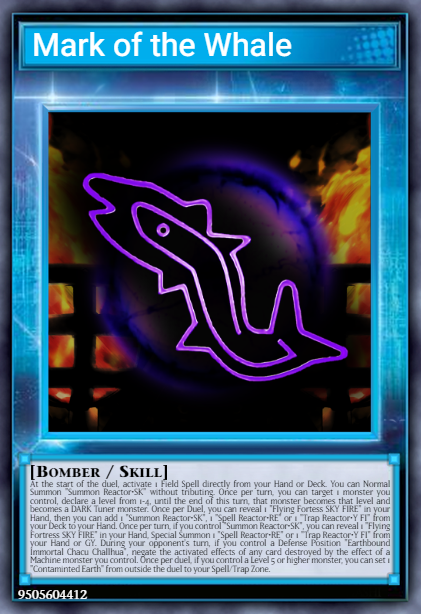 Mark of the Whale
[Bomber / Skill]
At the start of the duel, activate 1 Field Spell directly from your Hand or Deck. You can Normal
Summon "Summon Reactor･SK" without tributing. Once per turn, you can target 1 monster you
control, declare a level from 1-4, until the end of this turn, that monster becomes that level and
becomes a DARK Tuner monster. Once per Duel, you can reveal "Flying Fortess SKY FIRE" in your
Hand, then you can add 1 "Summon Reactor･SK", 1 "Spell Reactor･RE" or 1 "Trap Reactor･Y FI" from
your Deck to your Hand. Once per turn, if you control "Summon Reactor･SK", you can reveal 1 "Flying
Fortress SKY FIRE" in your Hand, Special Summon 1 "Spell Reactor･RE" or 1 "Trap Reactor･Y FI" from
your Hand or GY. During your opponent's turn, if you control a Defense Position "Earthbound
Immortal Chacu Challhua", negate the activated effects of any card destroyed by the effect of a
Machine monster you control. Once per duel, if you control a Level 5 or higher monster, you can set 1
"Contaminted Earth" from outside the duel to your Spell/Trap Zone.
9505604412